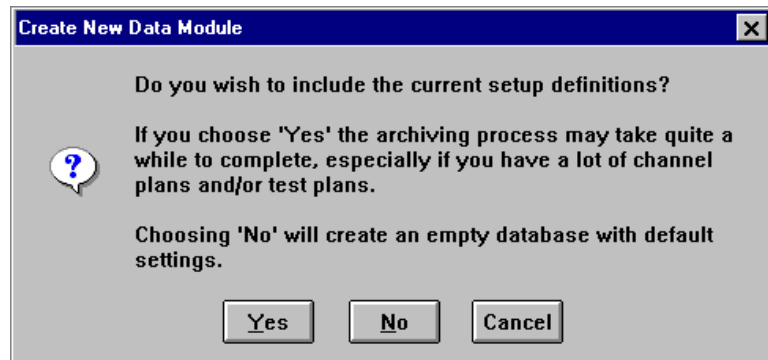 Create New Data Module
Do you wish to include the current setup definitions?
If you choose 'Yes' the archiving process may take quite a
while to complete, especially if you have a lot of channel
plans and/or test plans.
Choosing 'No' will create an empty database with default
settings.
Yes No Cancel